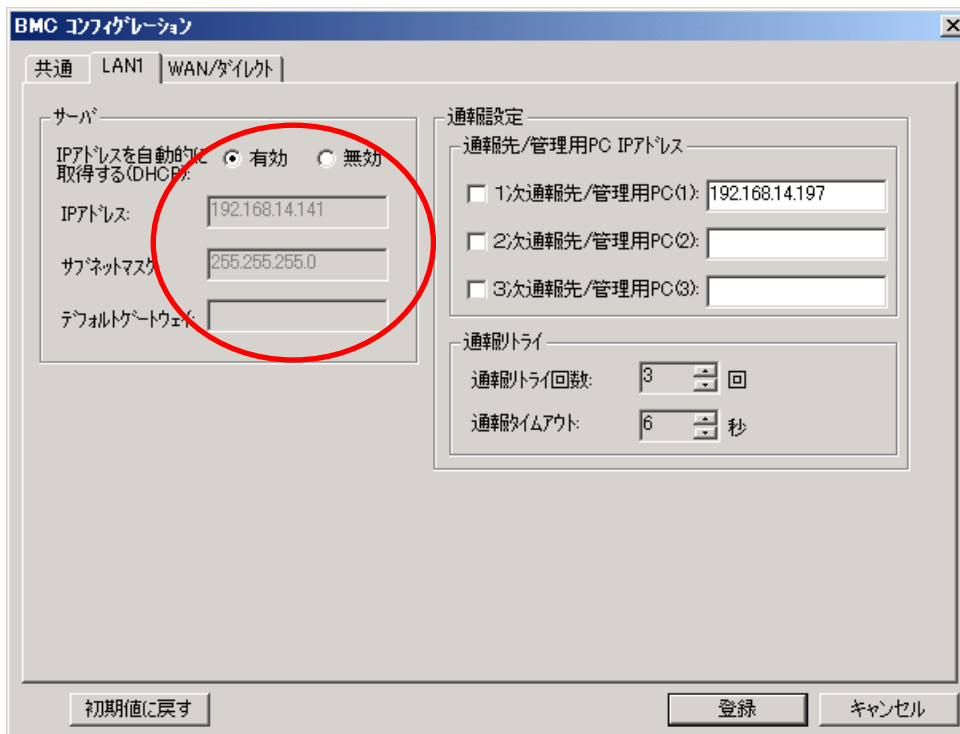 BMC コンフィグレーション
共通 LAN1 WAN/ダイレクト
サーバ
IPアドレスを自動的に
取得する(DHCP):
有効 無効
IPアドレス: 192.168.14.141
サブネットマスク 255.255.255.0
デフォルトゲートウェイ:
通報設定
通報先/管理用PC IPアドレス
1)次通報先/管理用PC(1): 192.168.14.197
2)次通報先/管理用PC(2):
3)次通報先/管理用PC(3):
通報リトライ
通報リトライ回数: 3 回
通報タイムアウト: 6 秒
初期値に戻す 登録 キャンセル